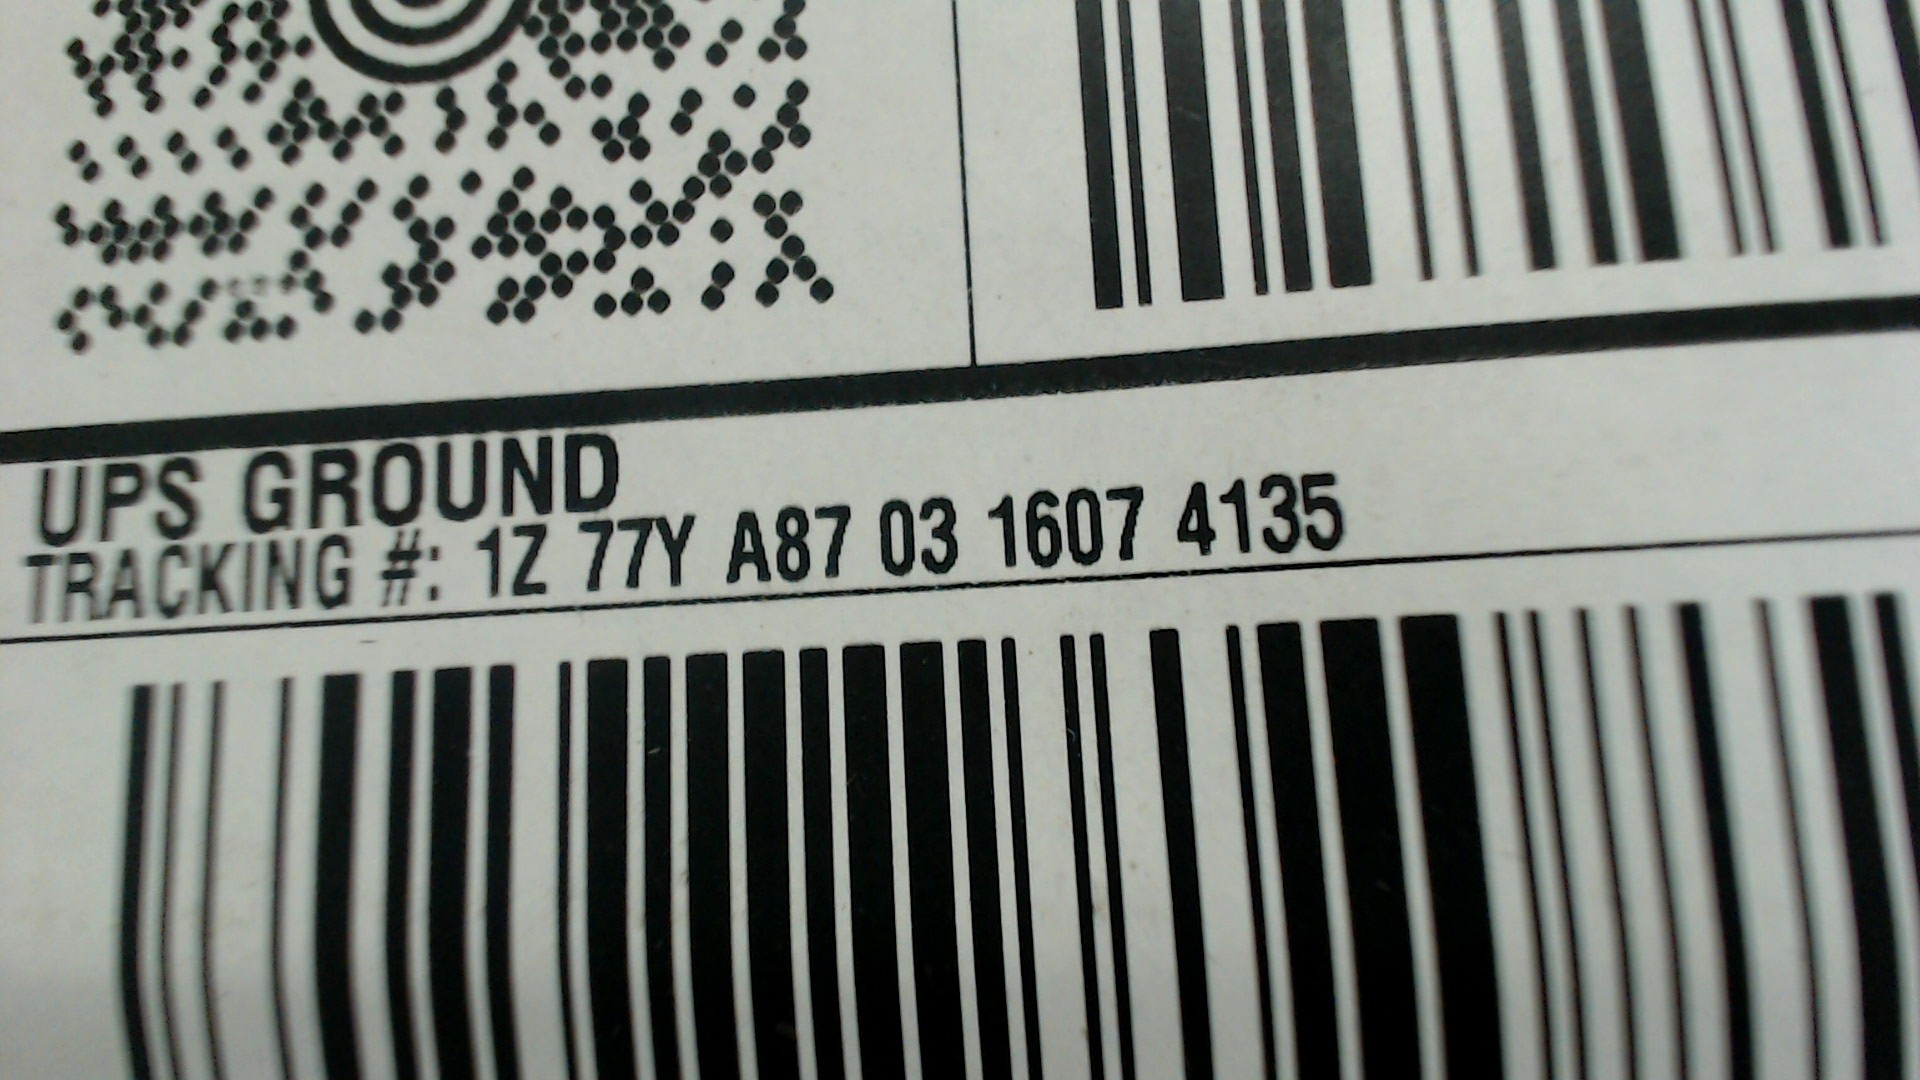 UPS GROUND
TRACKING #: 1Z 77Y A87 03 1607 4135